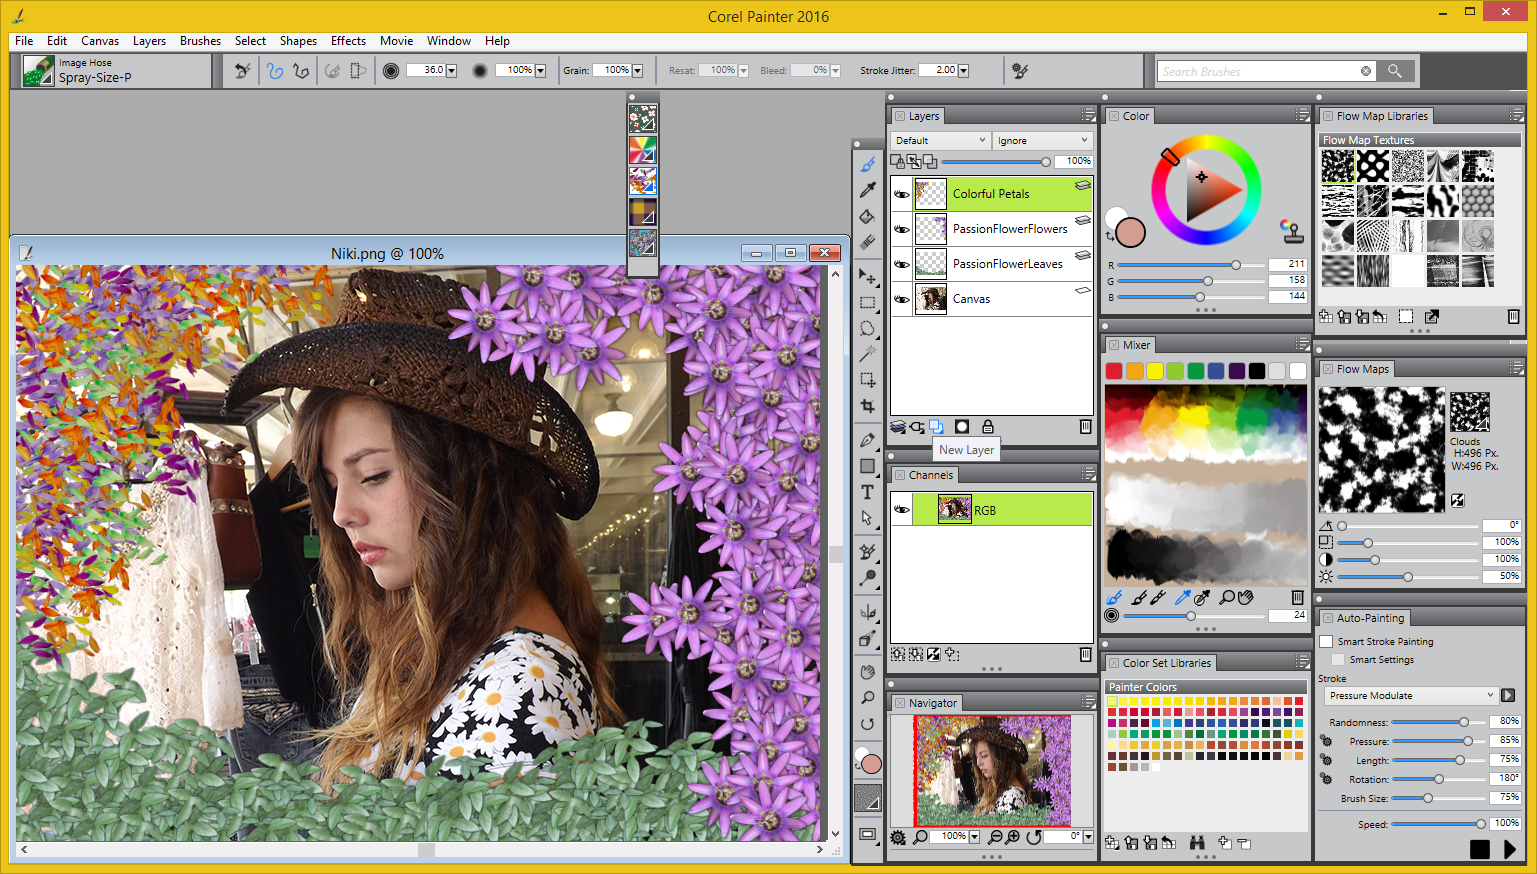 Corel Painter 2016
File Edit Canvas Layers Brushes Select Shapes Effects Movie Window Help
Image Hose
Spray-Size-P
36.0
100%
Grain: 100%
Resat: 100%
Bleed: 0%
Stroke Jitter: 2.00
Search Brushes
Niki.png @ 100%
Layers
Default
Ignore
100%
Colorful Petals
PassionFlowerFlowers
PassionFlowerLeaves
Canvas
New Layer
Channels
RGB
Navigator
100%
0°
Color
R 211
G 158
B 144
Mixer
24
Color Set Libraries
Painter Colors
Flow Map Libraries
Flow Map Textures
Flow Maps
Clouds
H:496 Px.
W:496 Px.
0°
100%
100%
50%
Auto-Painting
Smart Stroke Painting
Smart Settings
Stroke
Pressure Modulate
Randomness: 80%
Pressure: 85%
Length: 75%
Rotation: 180°
Brush Size: 75%
Speed: 100%
T